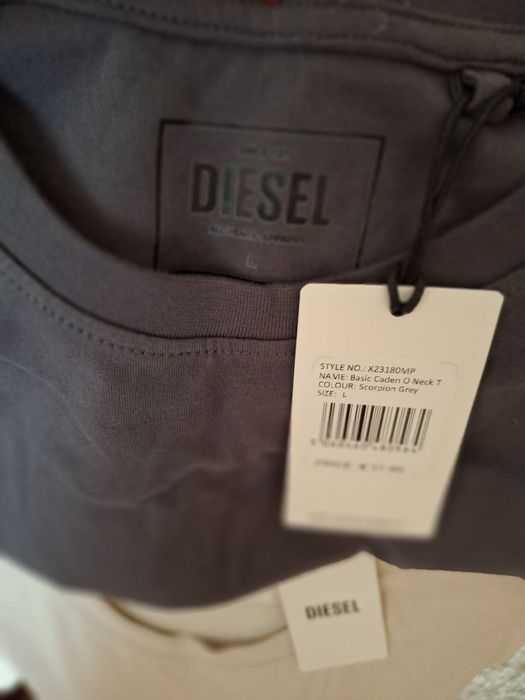 DIESEL
L
STYLE NO.: X23180MP
NAME: Basic Caden O Neck T
COLOUR: Scorpion Grey
SIZE: L
DIESEL